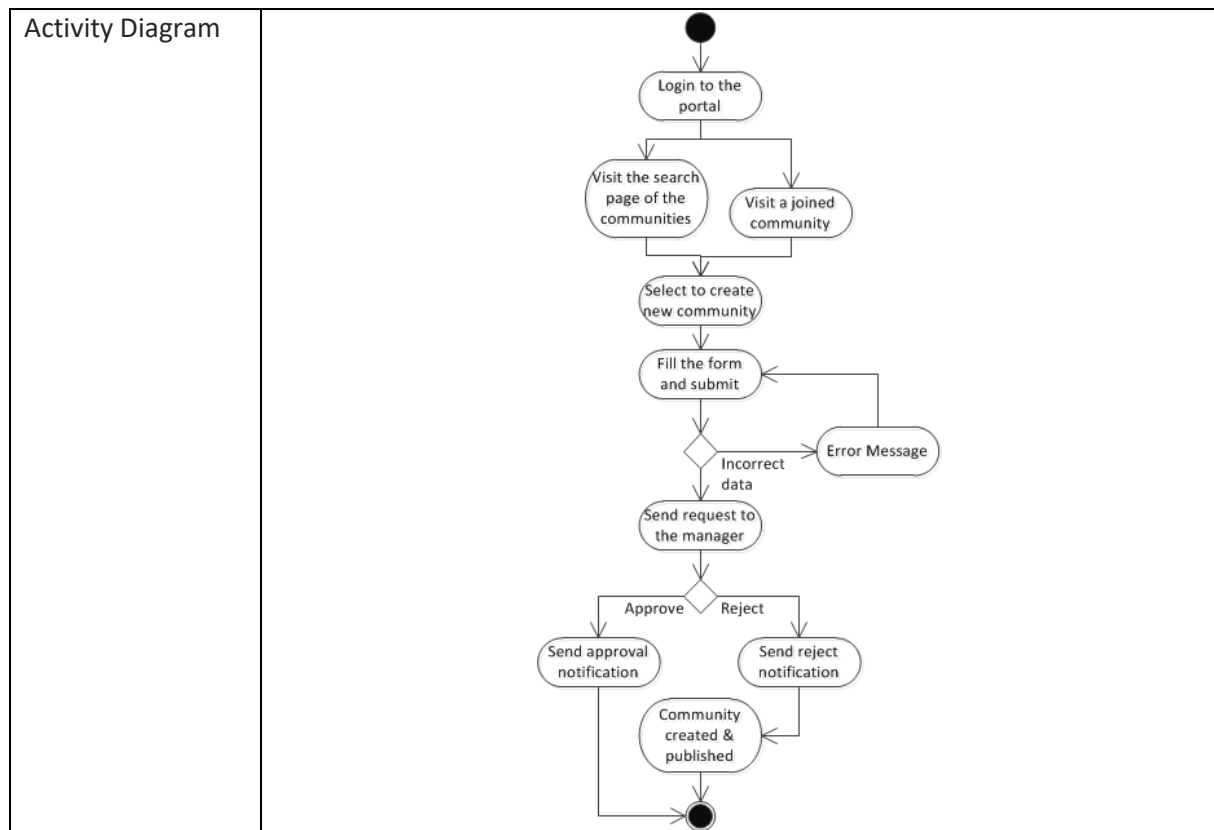 Activity Diagram
Login to the
portal
Visit the search
page of the
communities
Visit a joined
community
Select to create
new community
Fill the form
and submit
Incorrect
data
Error Message
Send request to
the manager
Approve
Reject
Send approval
notification
Send reject
notification
Community
created &
published